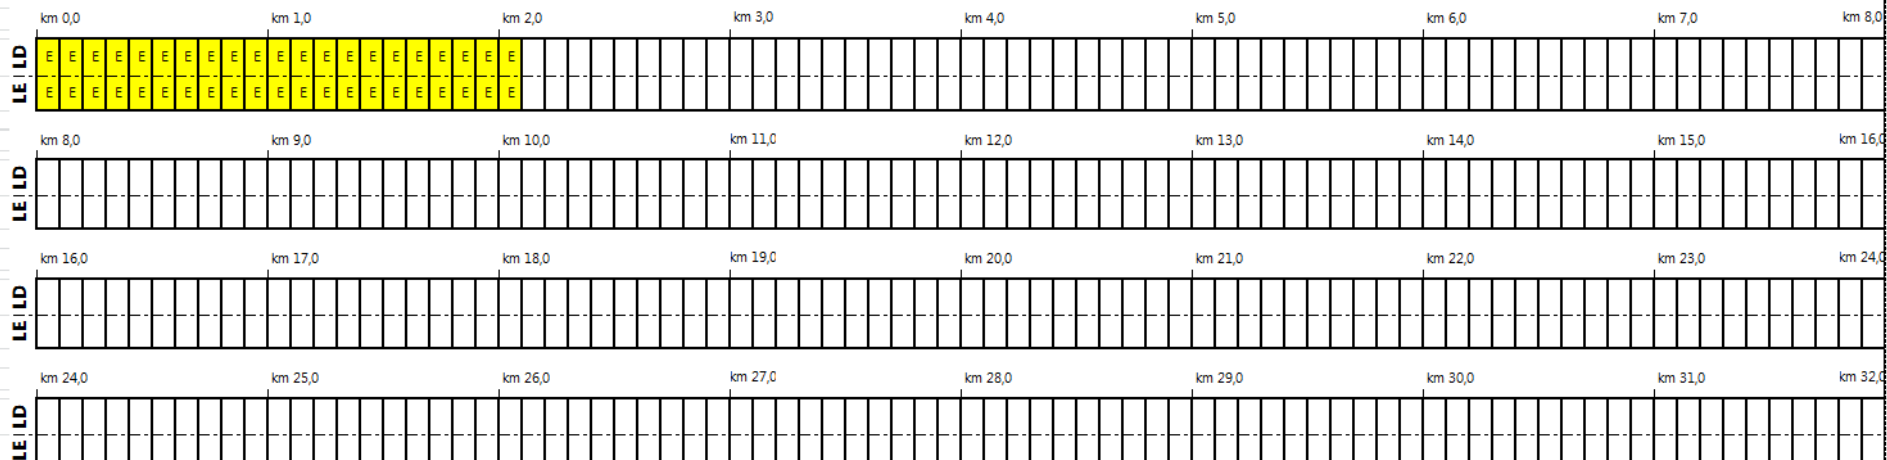 km 0,0 km 1,0 km 2,0 km 3,0 km 4,0 km 5,0 km 6,0 km 7,0 km 8,0
LD E E E E E E E E E E E E E E E E E E E E E
LE E E E E E E E E E E E E E E E E E E E E E
km 8,0 km 9,0 km 10,0 km 11,0 km 12,0 km 13,0 km 14,0 km 15,0 km 16,0
LD
LE
km 16,0 km 17,0 km 18,0 km 19,0 km 20,0 km 21,0 km 22,0 km 23,0 km 24,0
LD
LE
km 24,0 km 25,0 km 26,0 km 27,0 km 28,0 km 29,0 km 30,0 km 31,0 km 32,0
LD
LE